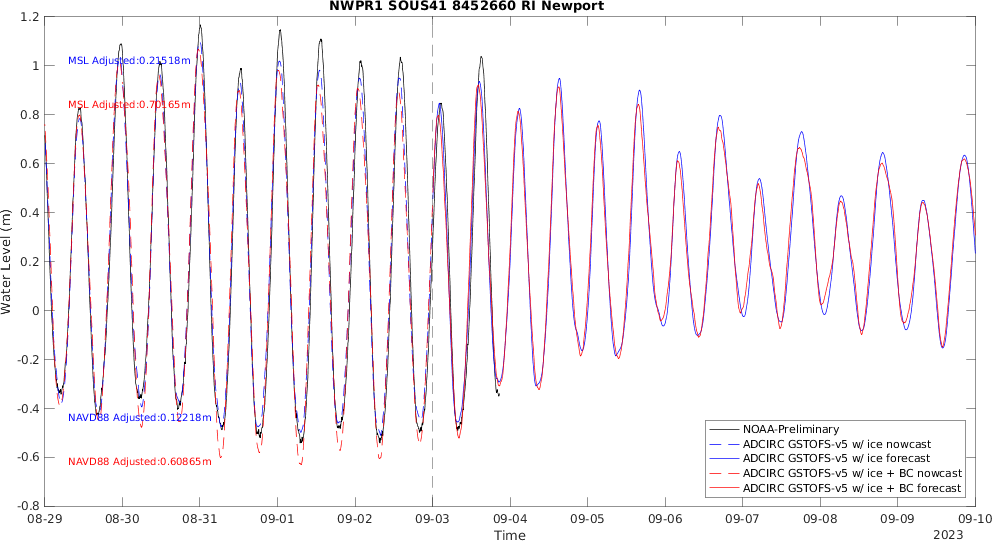 NWPR1 SOUS41 8452660 RI Newport
1.2
1
0.8
0.6
0.4
0.2
0
-0.2
-0.4
-0.6
-0.8
Water Level (m)
MSL Adjusted:0.21518m
MSL Adjusted:0.70165m
NAVD88 Adjusted:0.12218m
NAVD88 Adjusted:0.60865m
NOAA-Preliminary
ADCIRC GSTOFS-v5 w/ ice nowcast
ADCIRC GSTOFS-v5 w/ ice forecast
ADCIRC GSTOFS-v5 w/ ice + BC nowcast
ADCIRC GSTOFS-v5 w/ ice + BC forecast
08-29 08-30 08-31 09-01 09-02 09-03 09-04 09-05 09-06 09-07 09-08 09-09 09-10
Time
2023